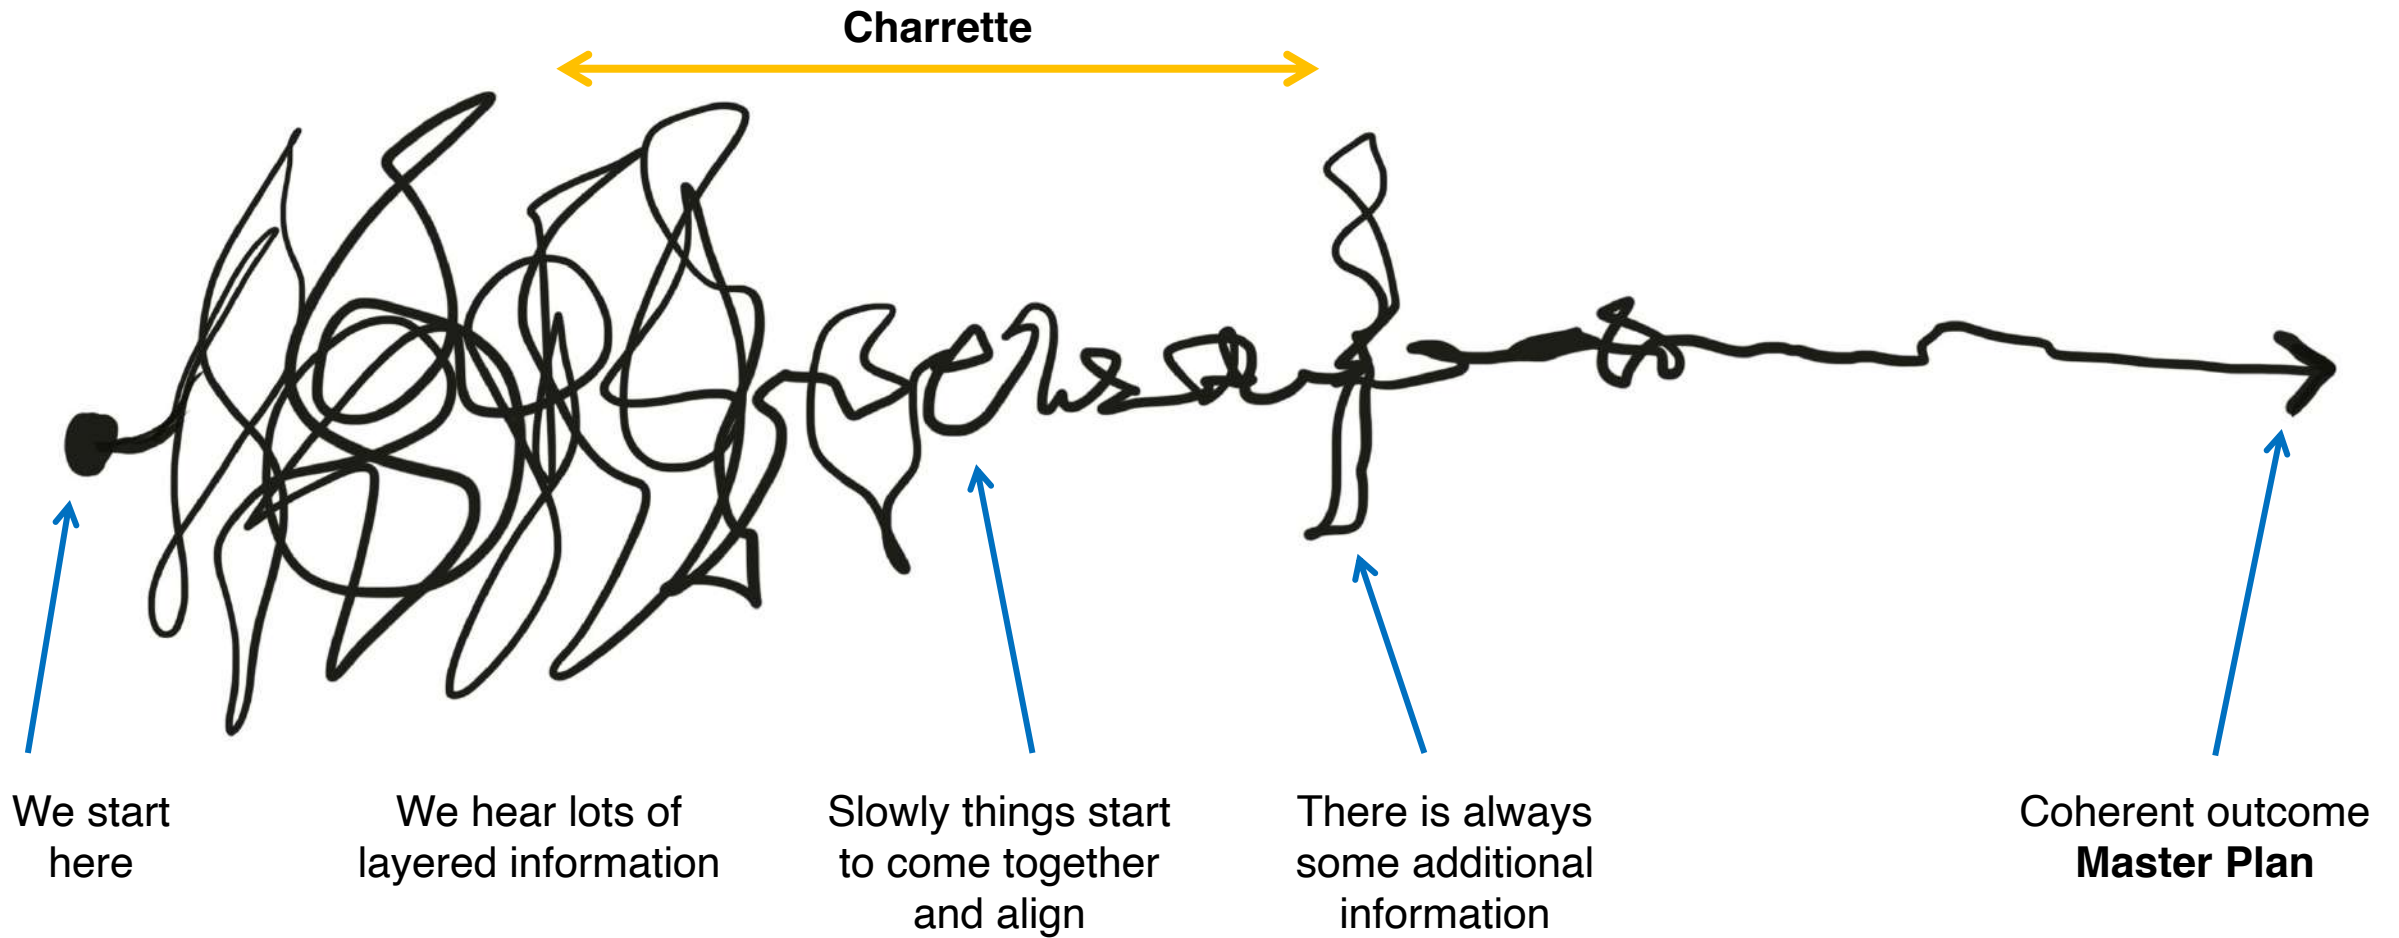 Charrette
We start
here
We hear lots of
layered information
Slowly things start
to come together
and align
There is always
some additional
information
Coherent outcome
Master Plan